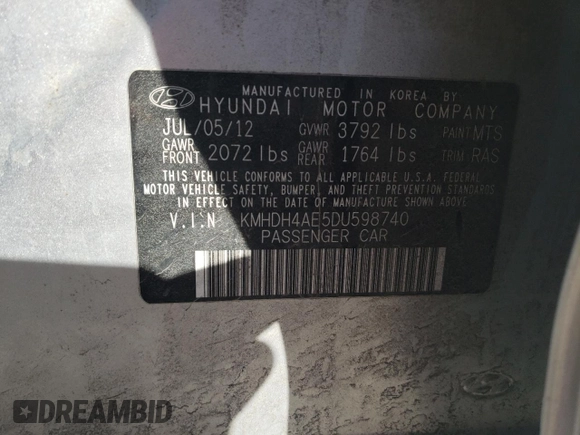 MANUFACTURED IN KOREA BY
HYUNDAI MOTOR COMPANY
JUL/05/12 GVWR 3792 lbs PAINT MTS
GAWR FRONT 2072 lbs GAWR REAR 1764 lbs TRIM RAS
THIS VEHICLE CONFORMS TO ALL APPLICABLE U.S.A. FEDERAL
MOTOR VEHICLE SAFETY, BUMPER, AND THEFT PREVENTION
STANDARDS IN EFFECT ON THE DATE OF MANUFACTURE SHOWN ABOVE.
V.I.N KMHDH4AE5DU598740
PASSENGER CAR
DREAMBID